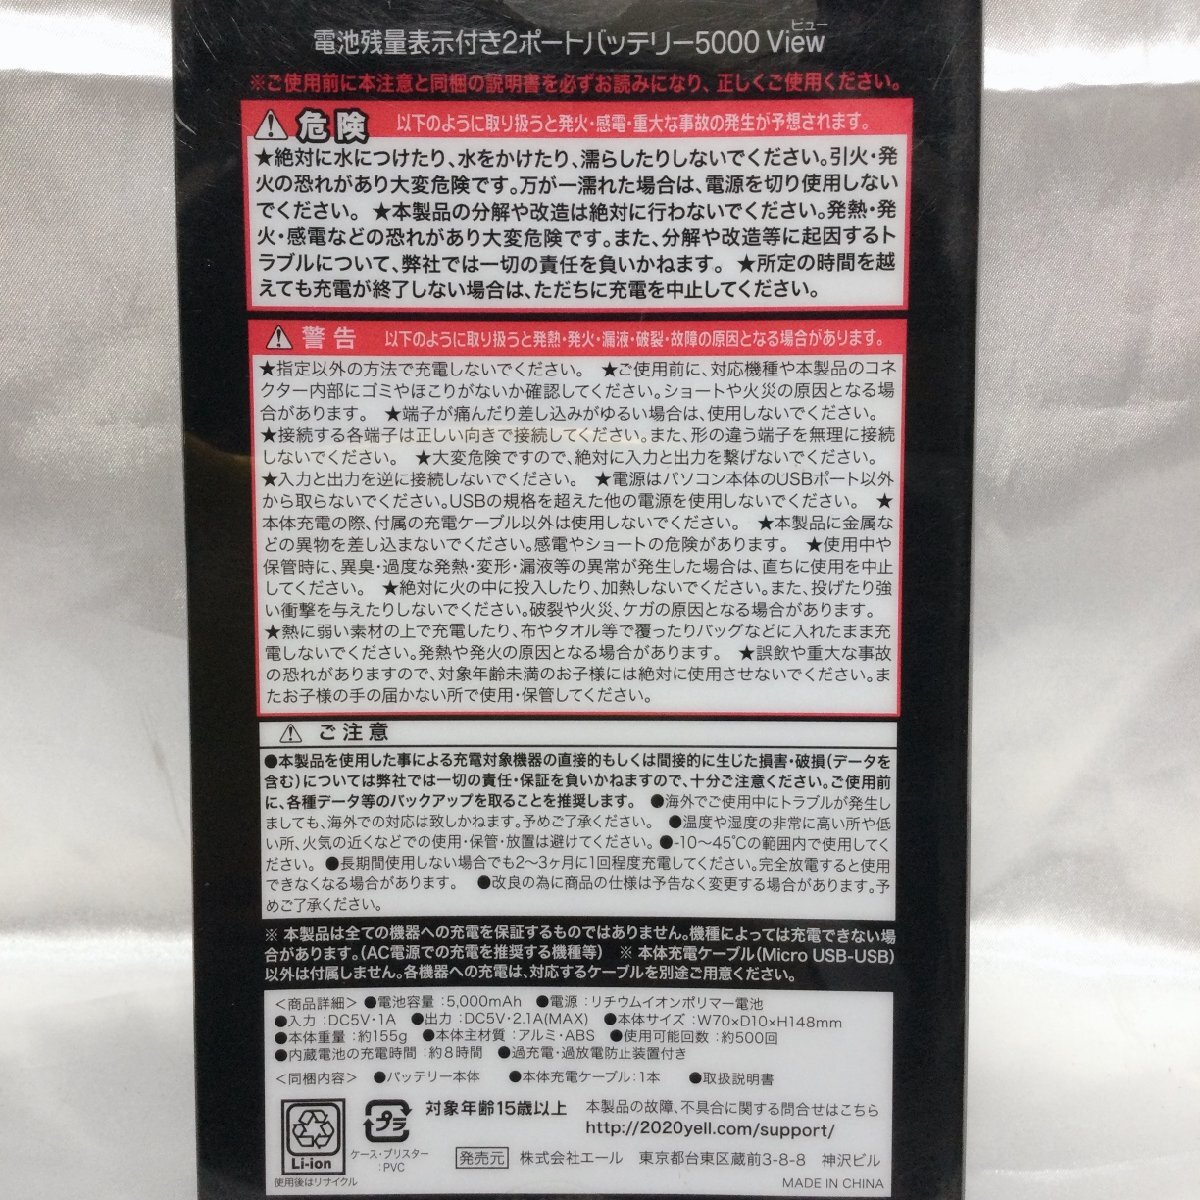 ビュー
電池残量表示付き2ポートバッテリー5000 View
※ご使用前に本注意と同梱の説明書を必ずお読みになり、正しくご使用ください。
危険 以下のように取り扱うと発火・感電・重大な事故の発生が予想されます。
★絶対に水につけたり、水をかけたり、濡らしたりしないでください。引火・発
火の恐れがあり大変危険です。万が一濡れた場合は、電源を切り使用しない
でください。 ★本製品の分解や改造は絶対に行わないでください。発熱・発
火・感電などの恐れがあり大変危険です。また、分解や改造等に起因するト
ラブルについて、弊社では一切の責任を負いかねます。 ★所定の時間を越
えても充電が終了しない場合は、ただちに充電を中止してください。
警告 以下のように取り扱うと発熱・発火・漏液・破裂・故障の原因となる場合があります。
★指定以外の方法で充電しないでください。 ★ご使用前に、対応機種や本製品のコネ
クター内部にゴミやほこりがないか確認してください。ショートや火災の原因となる場
合があります。 ★端子が痛んだり差し込みがゆるい場合は、使用しないでください。
★接続する各端子は正しい向きで接続してください。また、形の違う端子を無理に接続
しないでください。 ★大変危険ですので、絶対に入力と出力を繋げないでください。
★入力と出力を逆に接続しないでください。 ★電源はパソコン本体のUSBポート以外
から取らないでください。USBの規格を超えた他の電源を使用しないでください。 ★
本体充電の際、付属の充電ケーブル以外は使用しないでください。 ★本製品に金属な
どの異物を差し込まないでください。感電やショートの危険があります。 ★使用中や
保管時に、異臭・過度な発熱・変形・漏液等の異常が発生した場合は、直ちに使用を中止
してください。 ★絶対に火の中に投入したり、加熱しないでください。また、投げたり強
い衝撃を与えたりしないでください。破裂や火災、ケガの原因となる場合があります。
★熱に弱い素材の上で充電したり、布やタオル等で覆ったりバッグなどに入れたまま充
電しないでください。発熱や発火の原因となる場合があります。 ★誤飲や重大な事故
の恐れがありますので、対象年齢未満のお子様には絶対に使用させないでください。ま
たお子様の手の届かない所で使用・保管してください。
ご注意
●本製品を使用した事による充電対象機器の直接的もしくは間接的に生じた損害・破損(データを
含む)については弊社では一切の責任・保証を負いかねますので、十分ご注意ください。ご使用前
に、各種データ等のバックアップを取ることを推奨します。 ●海外でご使用中にトラブルが発生し
ましても、海外での対応は致しかねます。予めご了承ください。 ●温度や湿度の非常に高い所や低
い所、火気の近くなどでの使用・保管・放置は避けてください。 ●-10〜45℃の範囲内で使用してく
ださい。 ●長期間使用しない場合でも2〜3ヶ月に1回程度充電してください。完全放電すると使用
できなくなる場合があります。 ●改良の為に商品の仕様は予告なく変更する場合があります。予
めご了承ください。
※ 本製品は全ての機器への充電を保証するものではありません。機種によっては充電できない場
合があります。(AC電源での充電を推奨する機種等) ※ 本体充電ケーブル(Micro USB-USB)
以外は付属しません。各機器への充電は、対応するケーブルを別途ご用意ください。
<商品詳細> ●電池容量：5,000mAh ●電源：リチウムイオンポリマー電池
●入力：DC5V・1A ●出力：DC5V・2.1A(MAX) ●本体サイズ：W70×D10×H148mm
●本体重量：約155g ●本体主材質：アルミ・ABS ●使用可能回数：約500回
●内蔵電池の充電時間：約8時間 ●過充電・過放電防止装置付き
<同梱内容> ●バッテリー本体 ●本体充電ケーブル：1本 ●取扱説明書
Li-ion
使用後はリサイクル
プラ
ケース・ブリスター
：PVC
対象年齢15歳以上
本製品の故障、不具合に関する問合せはこちら
http://2020yell.com/support/
発売元 株式会社エール 東京都台東区蔵前3-8-8 神沢ビル
MADE IN CHINA